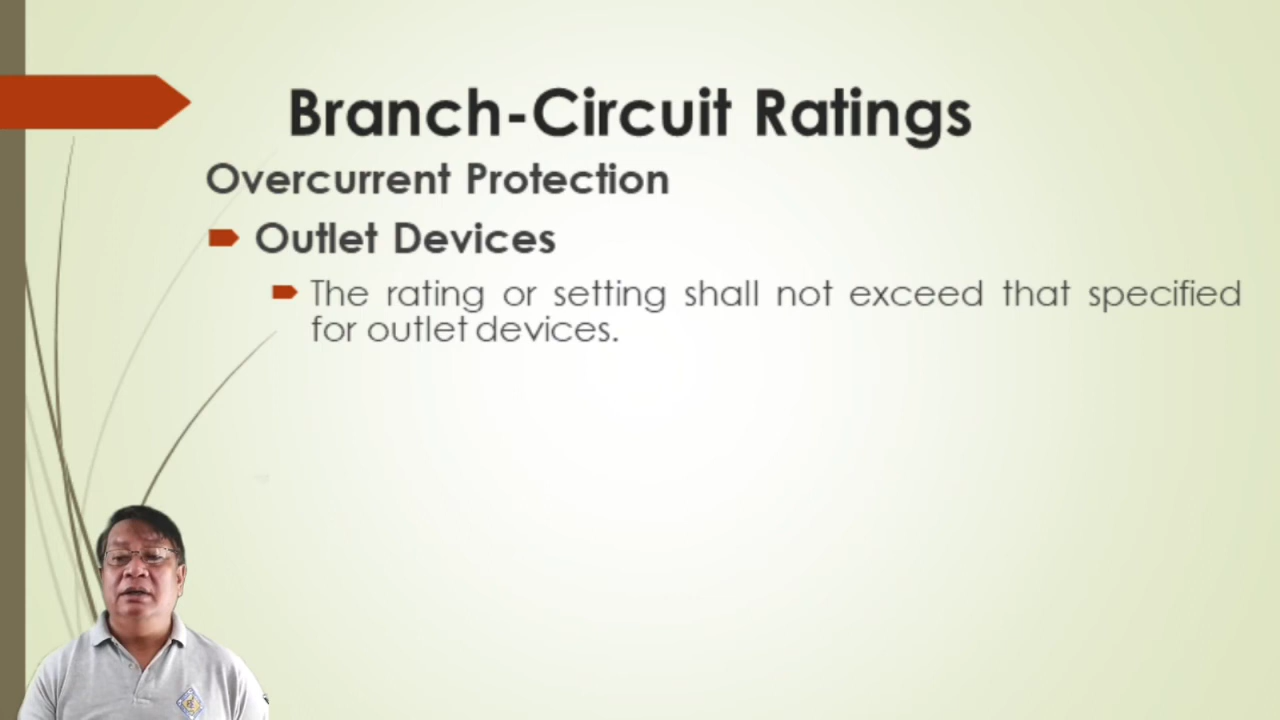 Branch-Circuit Ratings
Overcurrent Protection
Outlet Devices
The rating or setting shall not exceed that specified
for outlet devices.